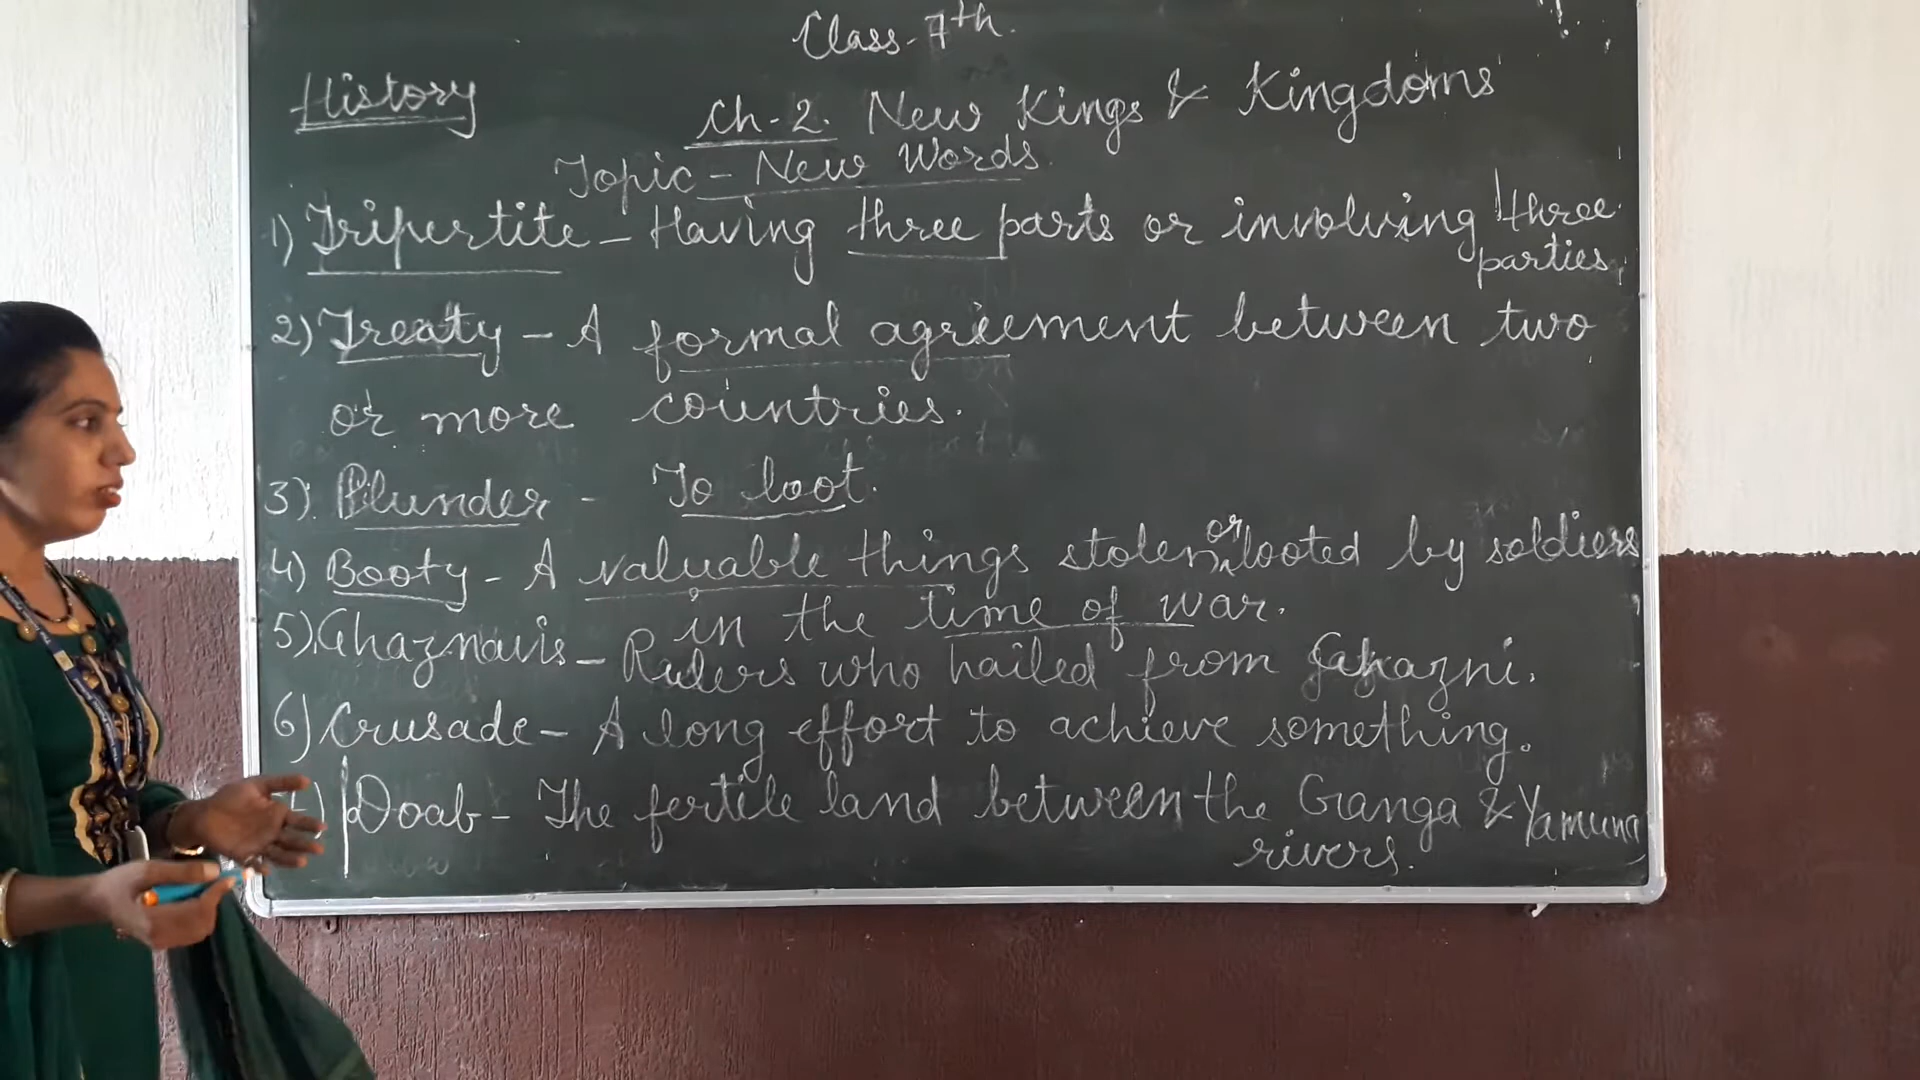 Class-7th.
History
Ch-2. New Kings & Kingdoms
Topic - New Words.
1) Tripertite - Having three parts or involving three
parties.
2) Treaty - A formal agreement between two
or more countries.
3) Plunder - To loot.
4) Booty - A valuable things stolen or looted by soldiers
in the time of war.
5) Ghaznavis - Rulers who hailed from
6) Crusade - A long effort to achieve something.
7) Doab - The fertile land between the Ganga & Yamuna
rivers.